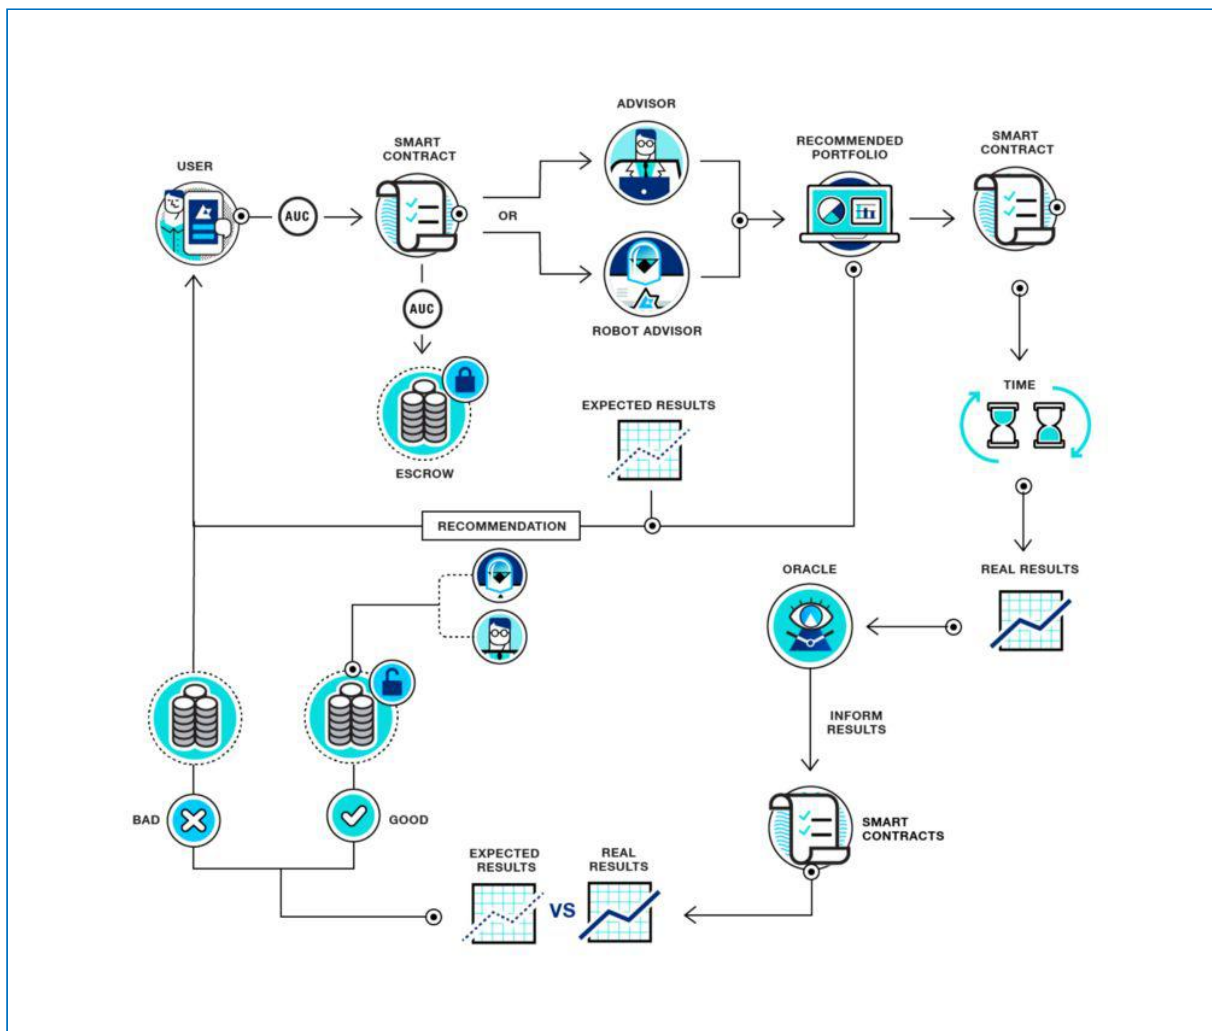 ADVISOR
SMART
CONTRACT
RECOMMENDED
PORTFOLIO
SMART
CONTRACT
USER
AUC
OR
AUC
ROBOT ADVISOR
TIME
EXPECTED RESULTS
ESCROW
RECOMMENDATION
ORACLE
REAL RESULTS
INFORM
RESULTS
BAD
GOOD
SMART
CONTRACTS
EXPECTED
RESULTS
VS
REAL
RESULTS